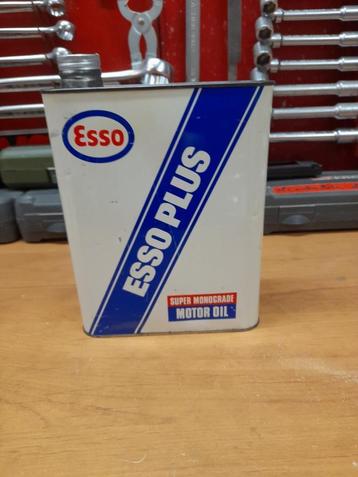 Esso
ESSO PLUS
SUPER MONOGRADE
MOTOR OIL